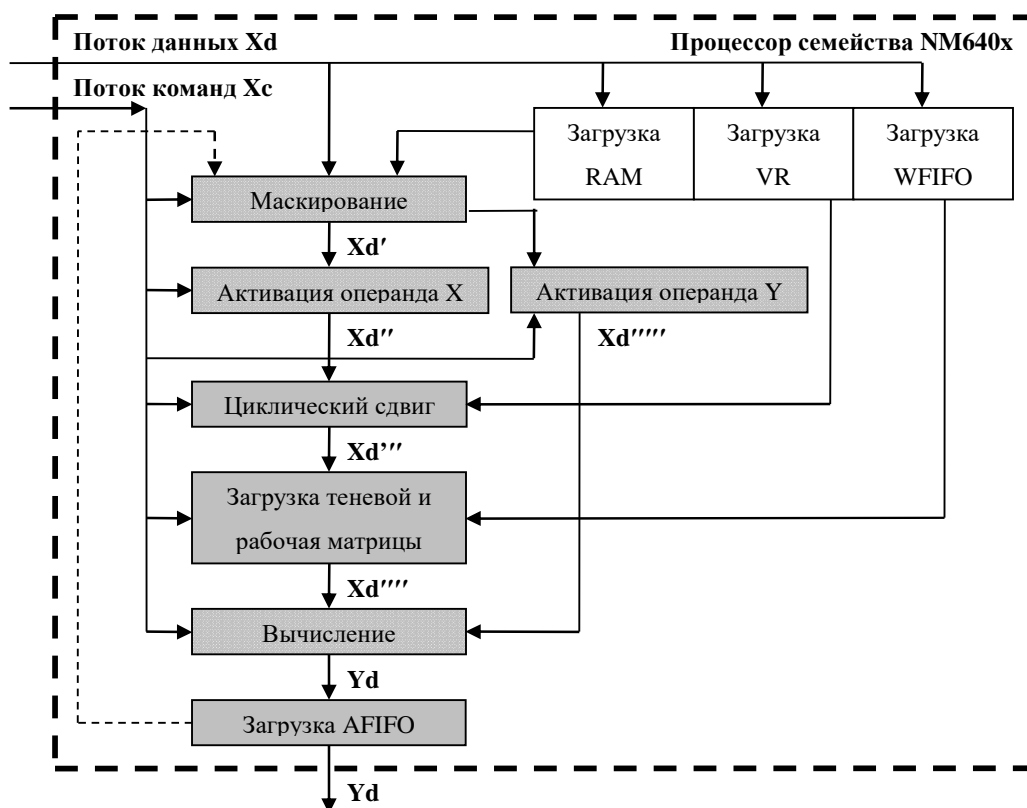 Поток данных Xd
Процессор семейства NM640x
Поток команд Xc
Загрузка
RAM
Загрузка
VR
Загрузка
WFIFO
Маскирование
Xd′
Активация операнда X
Активация операнда Y
Xd′′
Xd′′′′′
Циклический сдвиг
Xd’′′
Загрузка теневой и
рабочая матрицы
Xd′′′′
Вычисление
Yd
Загрузка AFIFO
Yd